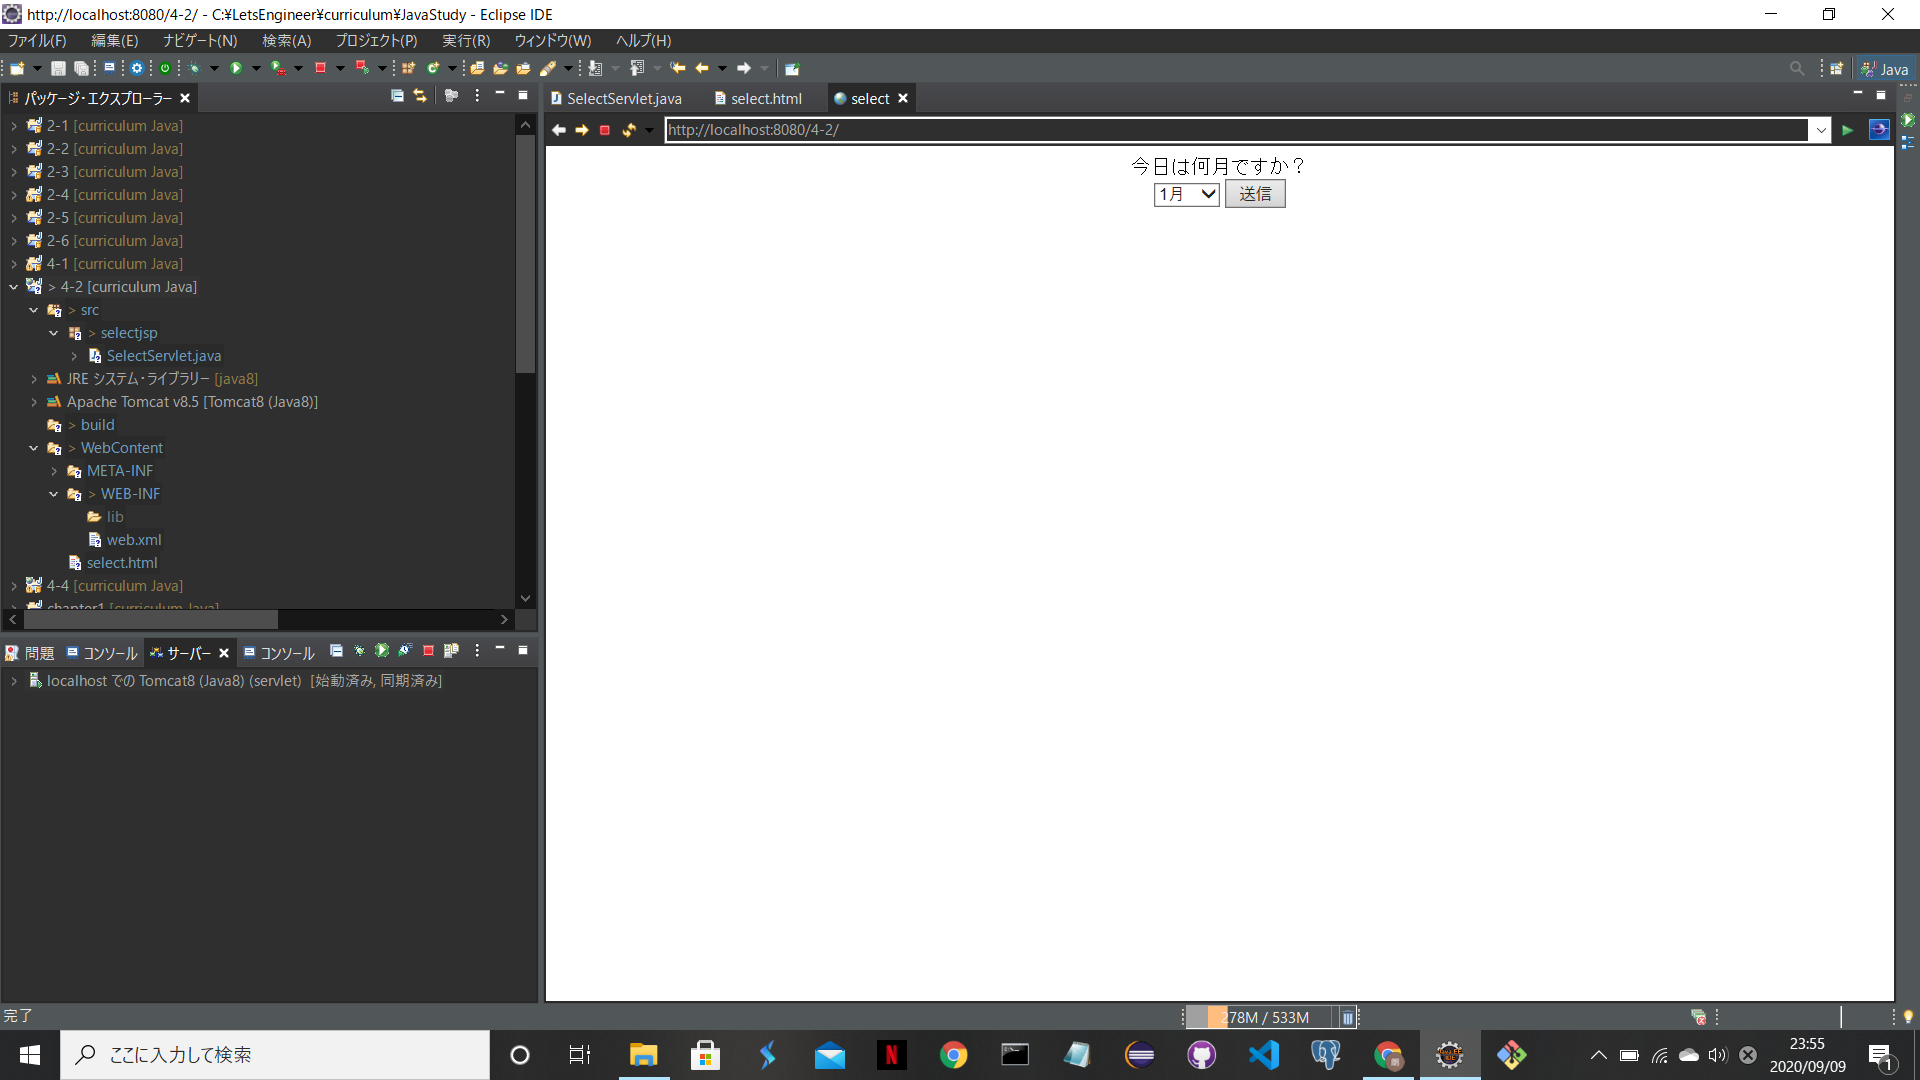 http://localhost:8080/4-2/ - C:¥LetsEngineer¥curriculum¥JavaStudy - Eclipse IDE
ファイル(F) 編集(E) ナビゲート(N) 検索(A) プロジェクト(P) 実行(R) ウィンドウ(W) ヘルプ(H)
Java
パッケージ・エクスプローラー
SelectServlet.java select.html select
http://localhost:8080/4-2/
今日は何月ですか？
1月 送信
2-1 [curriculum Java]
2-2 [curriculum Java]
2-3 [curriculum Java]
2-4 [curriculum Java]
2-5 [curriculum Java]
2-6 [curriculum Java]
4-1 [curriculum Java]
> 4-2 [curriculum Java]
> src
> selectjsp
SelectServlet.java
JRE システム・ライブラリー [java8]
Apache Tomcat v8.5 [Tomcat8 (Java8)]
> build
> WebContent
META-INF
> WEB-INF
lib
web.xml
select.html
4-4 [curriculum Java]
chapter1 [curriculum Java]
問題 コンソール サーバー コンソール
localhost での Tomcat8 (Java8) (servlet) [始動済み, 同期済み]
完了
278M / 533M
ここに入力して検索
23:55
2020/09/09
1